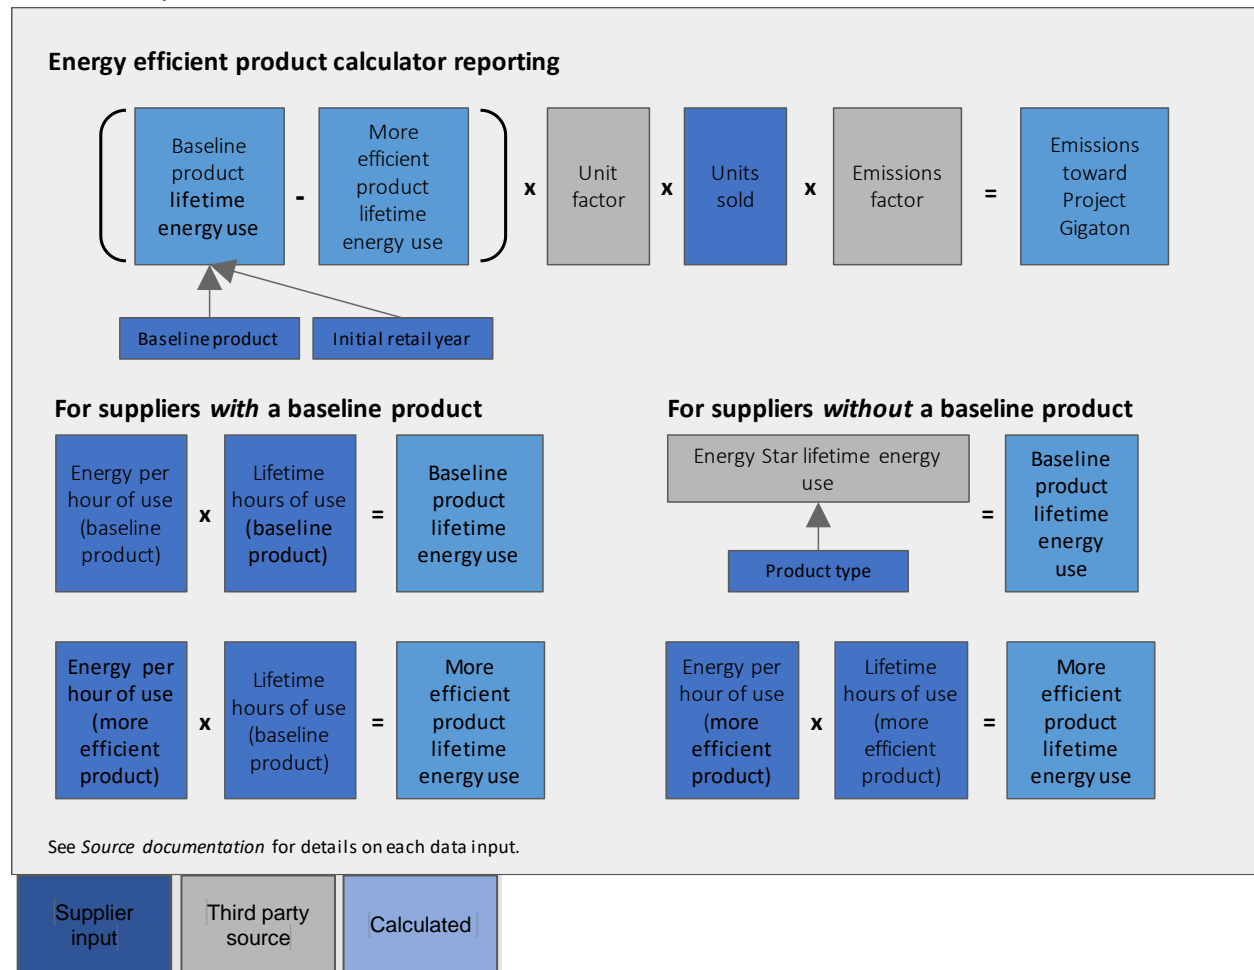 Energy efficient product calculator reporting
Baseline
product
lifetime
energy use
-
More
efficient
product
lifetime
energy use
x
Unit
factor
x
Units
sold
x
Emissions
factor
=
Emissions
toward
Project
Gigaton
Baseline product
Initial retail year
For suppliers with a baseline product
Energy per
hour of use
(baseline
product)
x
Lifetime
hours of use
(baseline
product)
=
Baseline
product
lifetime
energy use
Energy per
hour of use
(more
efficient
product)
x
Lifetime
hours of use
(baseline
product)
=
More
efficient
product
lifetime
energy use
For suppliers without a baseline product
Energy Star lifetime energy
use
Product type
=
Baseline
product
lifetime
energy
use
Energy per
hour of use
(more
efficient
product)
x
Lifetime
hours of use
(more
efficient
product)
=
More
efficient
product
lifetime
energy use
See Source documentation for details on each data input.
Supplier
input
Third party
source
Calculated